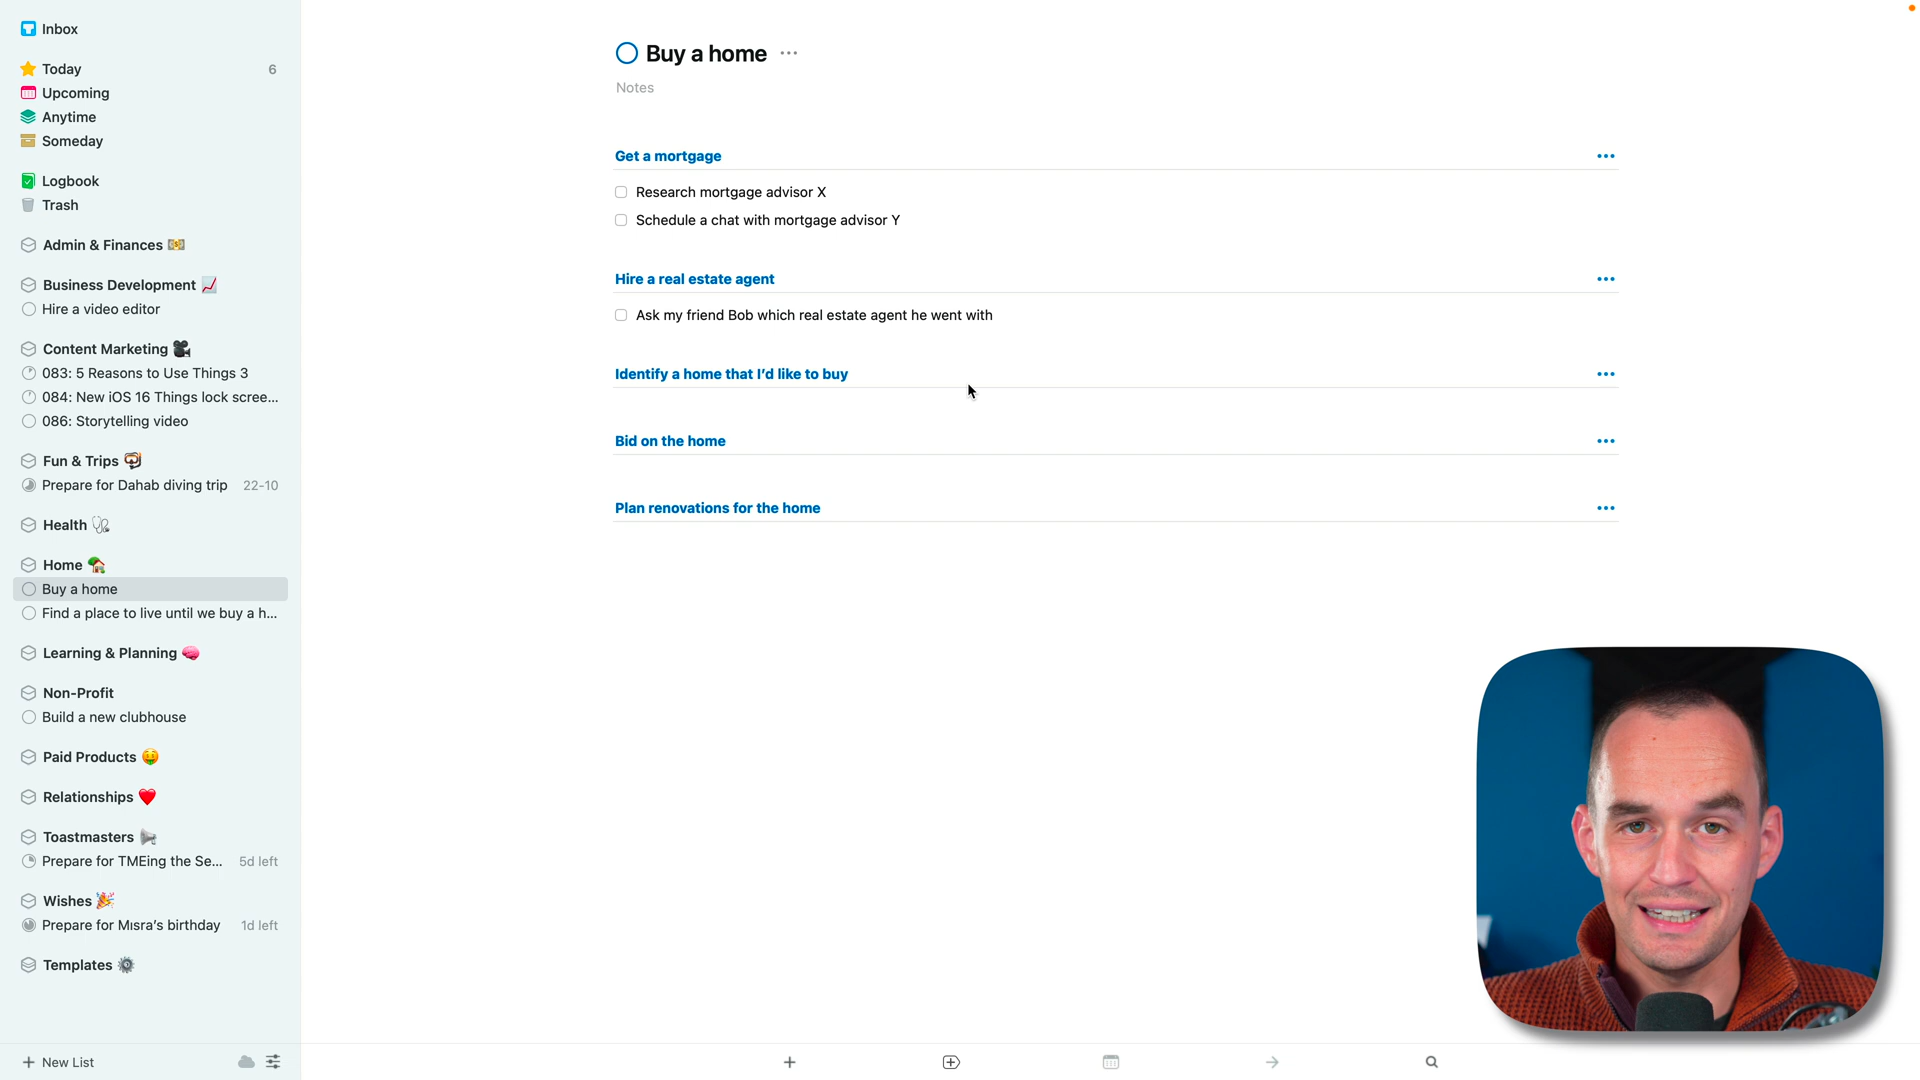 Inbox
Today 6
Upcoming
Anytime
Someday
Logbook
Trash
Admin & Finances 💴
Business Development 📈
Hire a video editor
Content Marketing 🎥
083: 5 Reasons to Use Things 3
084: New iOS 16 Things lock scree...
086: Storytelling video
Fun & Trips 🤿
Prepare for Dahab diving trip 22-10
Health 🩺
Home 🏡
Buy a home
Find a place to live until we buy a h...
Learning & Planning 🧠
Non-Profit
Build a new clubhouse
Paid Products 🤑
Relationships ❤️
Toastmasters 📢
Prepare for TMEing the Se... 5d left
Wishes 🎉
Prepare for Mısra’s birthday 1d left
Templates ⚙️
New List
Buy a home
Notes
Get a mortgage
Research mortgage advisor X
Schedule a chat with mortgage advisor Y
Hire a real estate agent
Ask my friend Bob which real estate agent he went with
Identify a home that I’d like to buy
Bid on the home
Plan renovations for the home